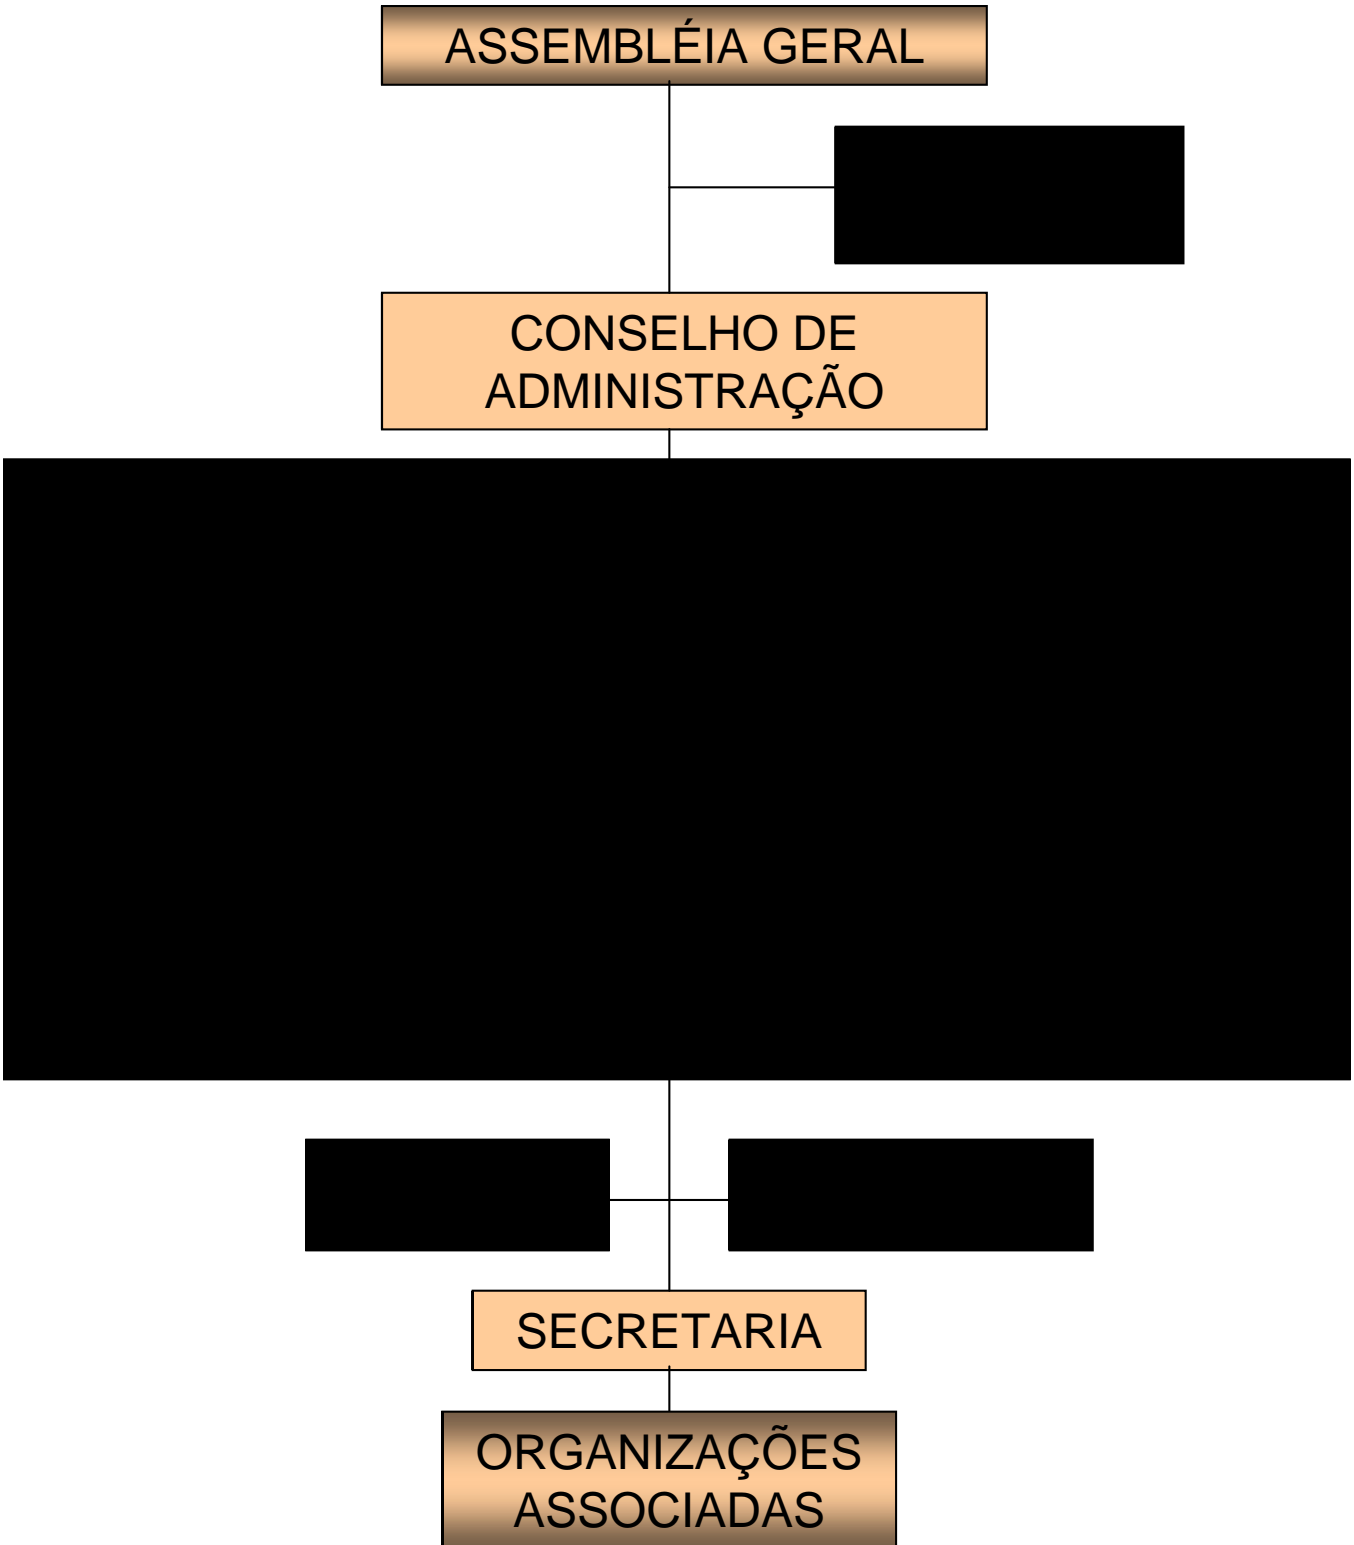 ASSEMBLÉIA GERAL
CONSELHO DE
ADMINISTRAÇÃO
SECRETARIA
ORGANIZAÇÕES
ASSOCIADAS